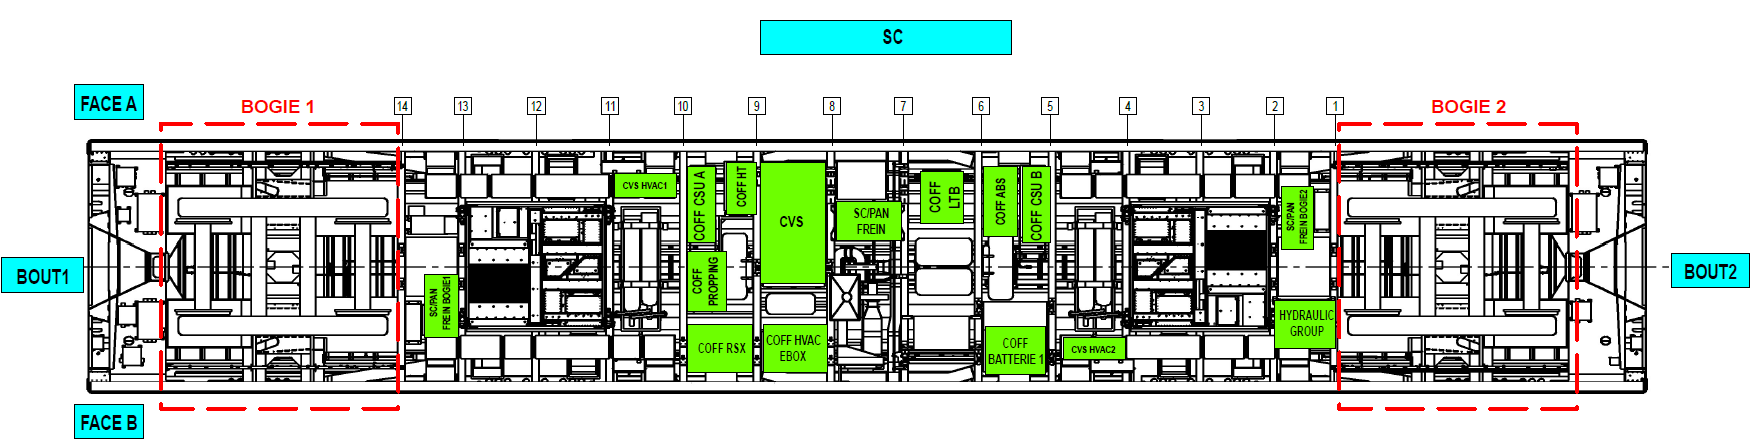 SC
FACE A
BOGIE 1
14
13
12
11
10
9
8
7
6
5
4
3
2
1
BOGIE 2
CVS HVAC1
COFF CSU A
COFF HT
CVS
SC/PAN
FREIN
COFF
LTB
COFF ABS
COFF CSU B
SC/PAN
FREIN BOGIE2
BOUT1
SC/PAN
FREIN BOGIE1
COFF
PROPPING
BOUT2
COFF RSX
COFF HVAC
EBOX
COFF
BATTERIE 1
CVS HVAC2
HYDRAULIC
GROUP
FACE B